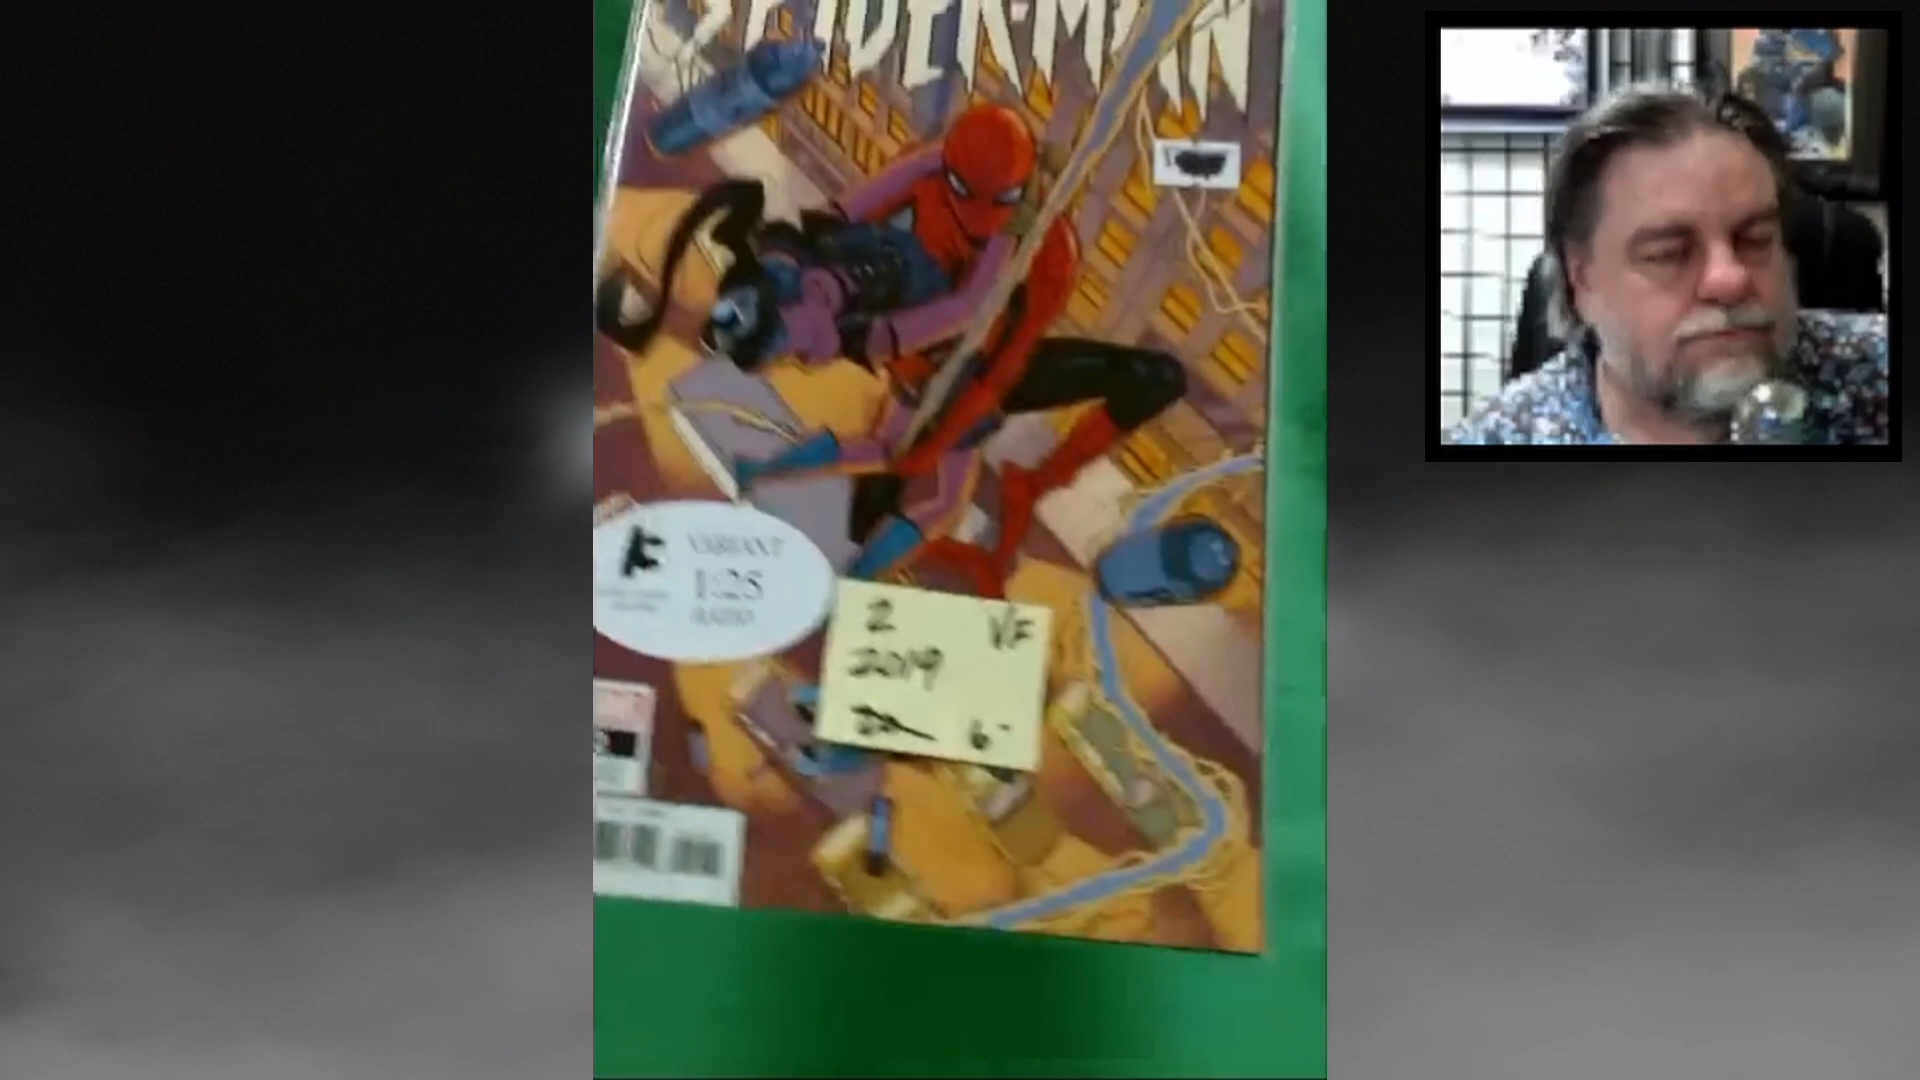 SPIDER-MAN
VARIANT
1:25
RATIO
2 VF
2019
6-